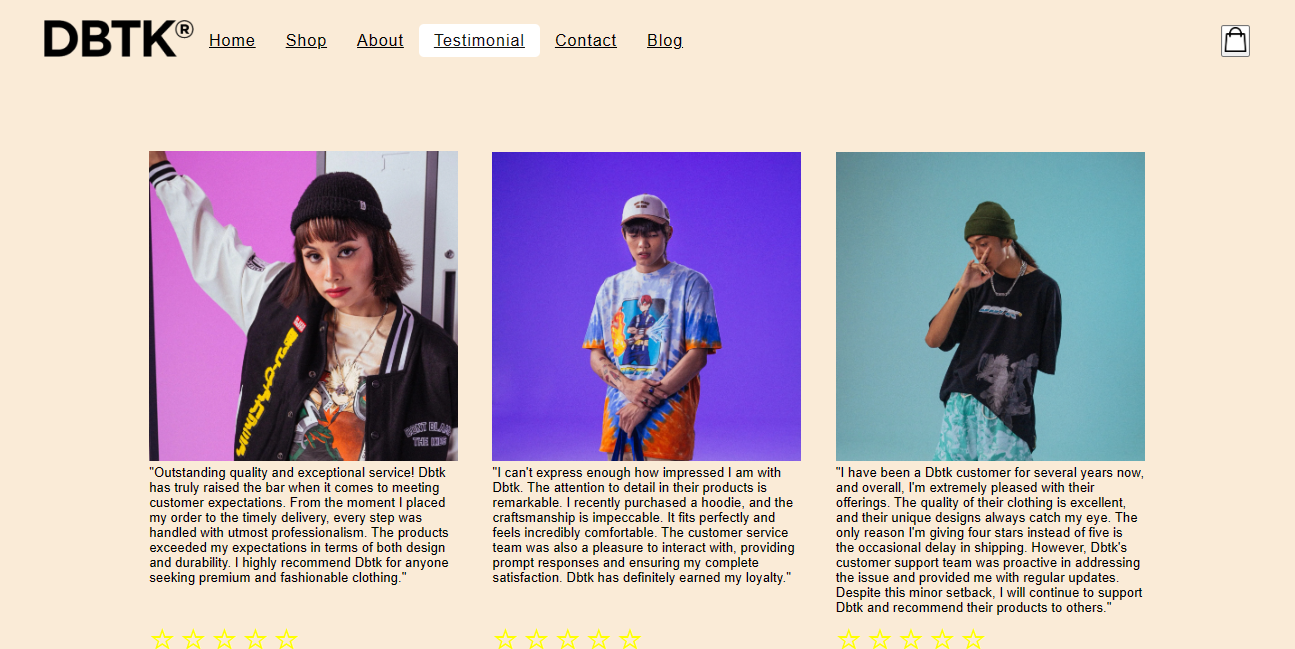 DBTK®
Home Shop About Testimonial Contact Blog
DONT BLAME
THE KIDS
"Outstanding quality and exceptional service! Dbtk
has truly raised the bar when it comes to meeting
customer expectations. From the moment I placed
my order to the timely delivery, every step was
handled with utmost professionalism. The products
exceeded my expectations in terms of both design
and durability. I highly recommend Dbtk for anyone
seeking premium and fashionable clothing."
"I can't express enough how impressed I am with
Dbtk. The attention to detail in their products is
remarkable. I recently purchased a hoodie, and the
craftsmanship is impeccable. It fits perfectly and
feels incredibly comfortable. The customer service
team was also a pleasure to interact with, providing
prompt responses and ensuring my complete
satisfaction. Dbtk has definitely earned my loyalty."
"I have been a Dbtk customer for several years now,
and overall, I'm extremely pleased with their
offerings. The quality of their clothing is excellent,
and their unique designs always catch my eye. The
only reason I'm giving four stars instead of five is
the occasional delay in shipping. However, Dbtk's
customer support team was proactive in addressing
the issue and provided me with regular updates.
Despite this minor setback, I will continue to support
Dbtk and recommend their products to others."